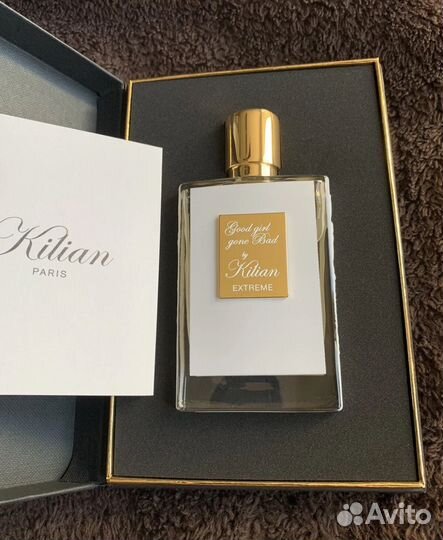 Kilian
PARIS
Good girl
gone Bad
by
Kilian
EXTREME
Avito